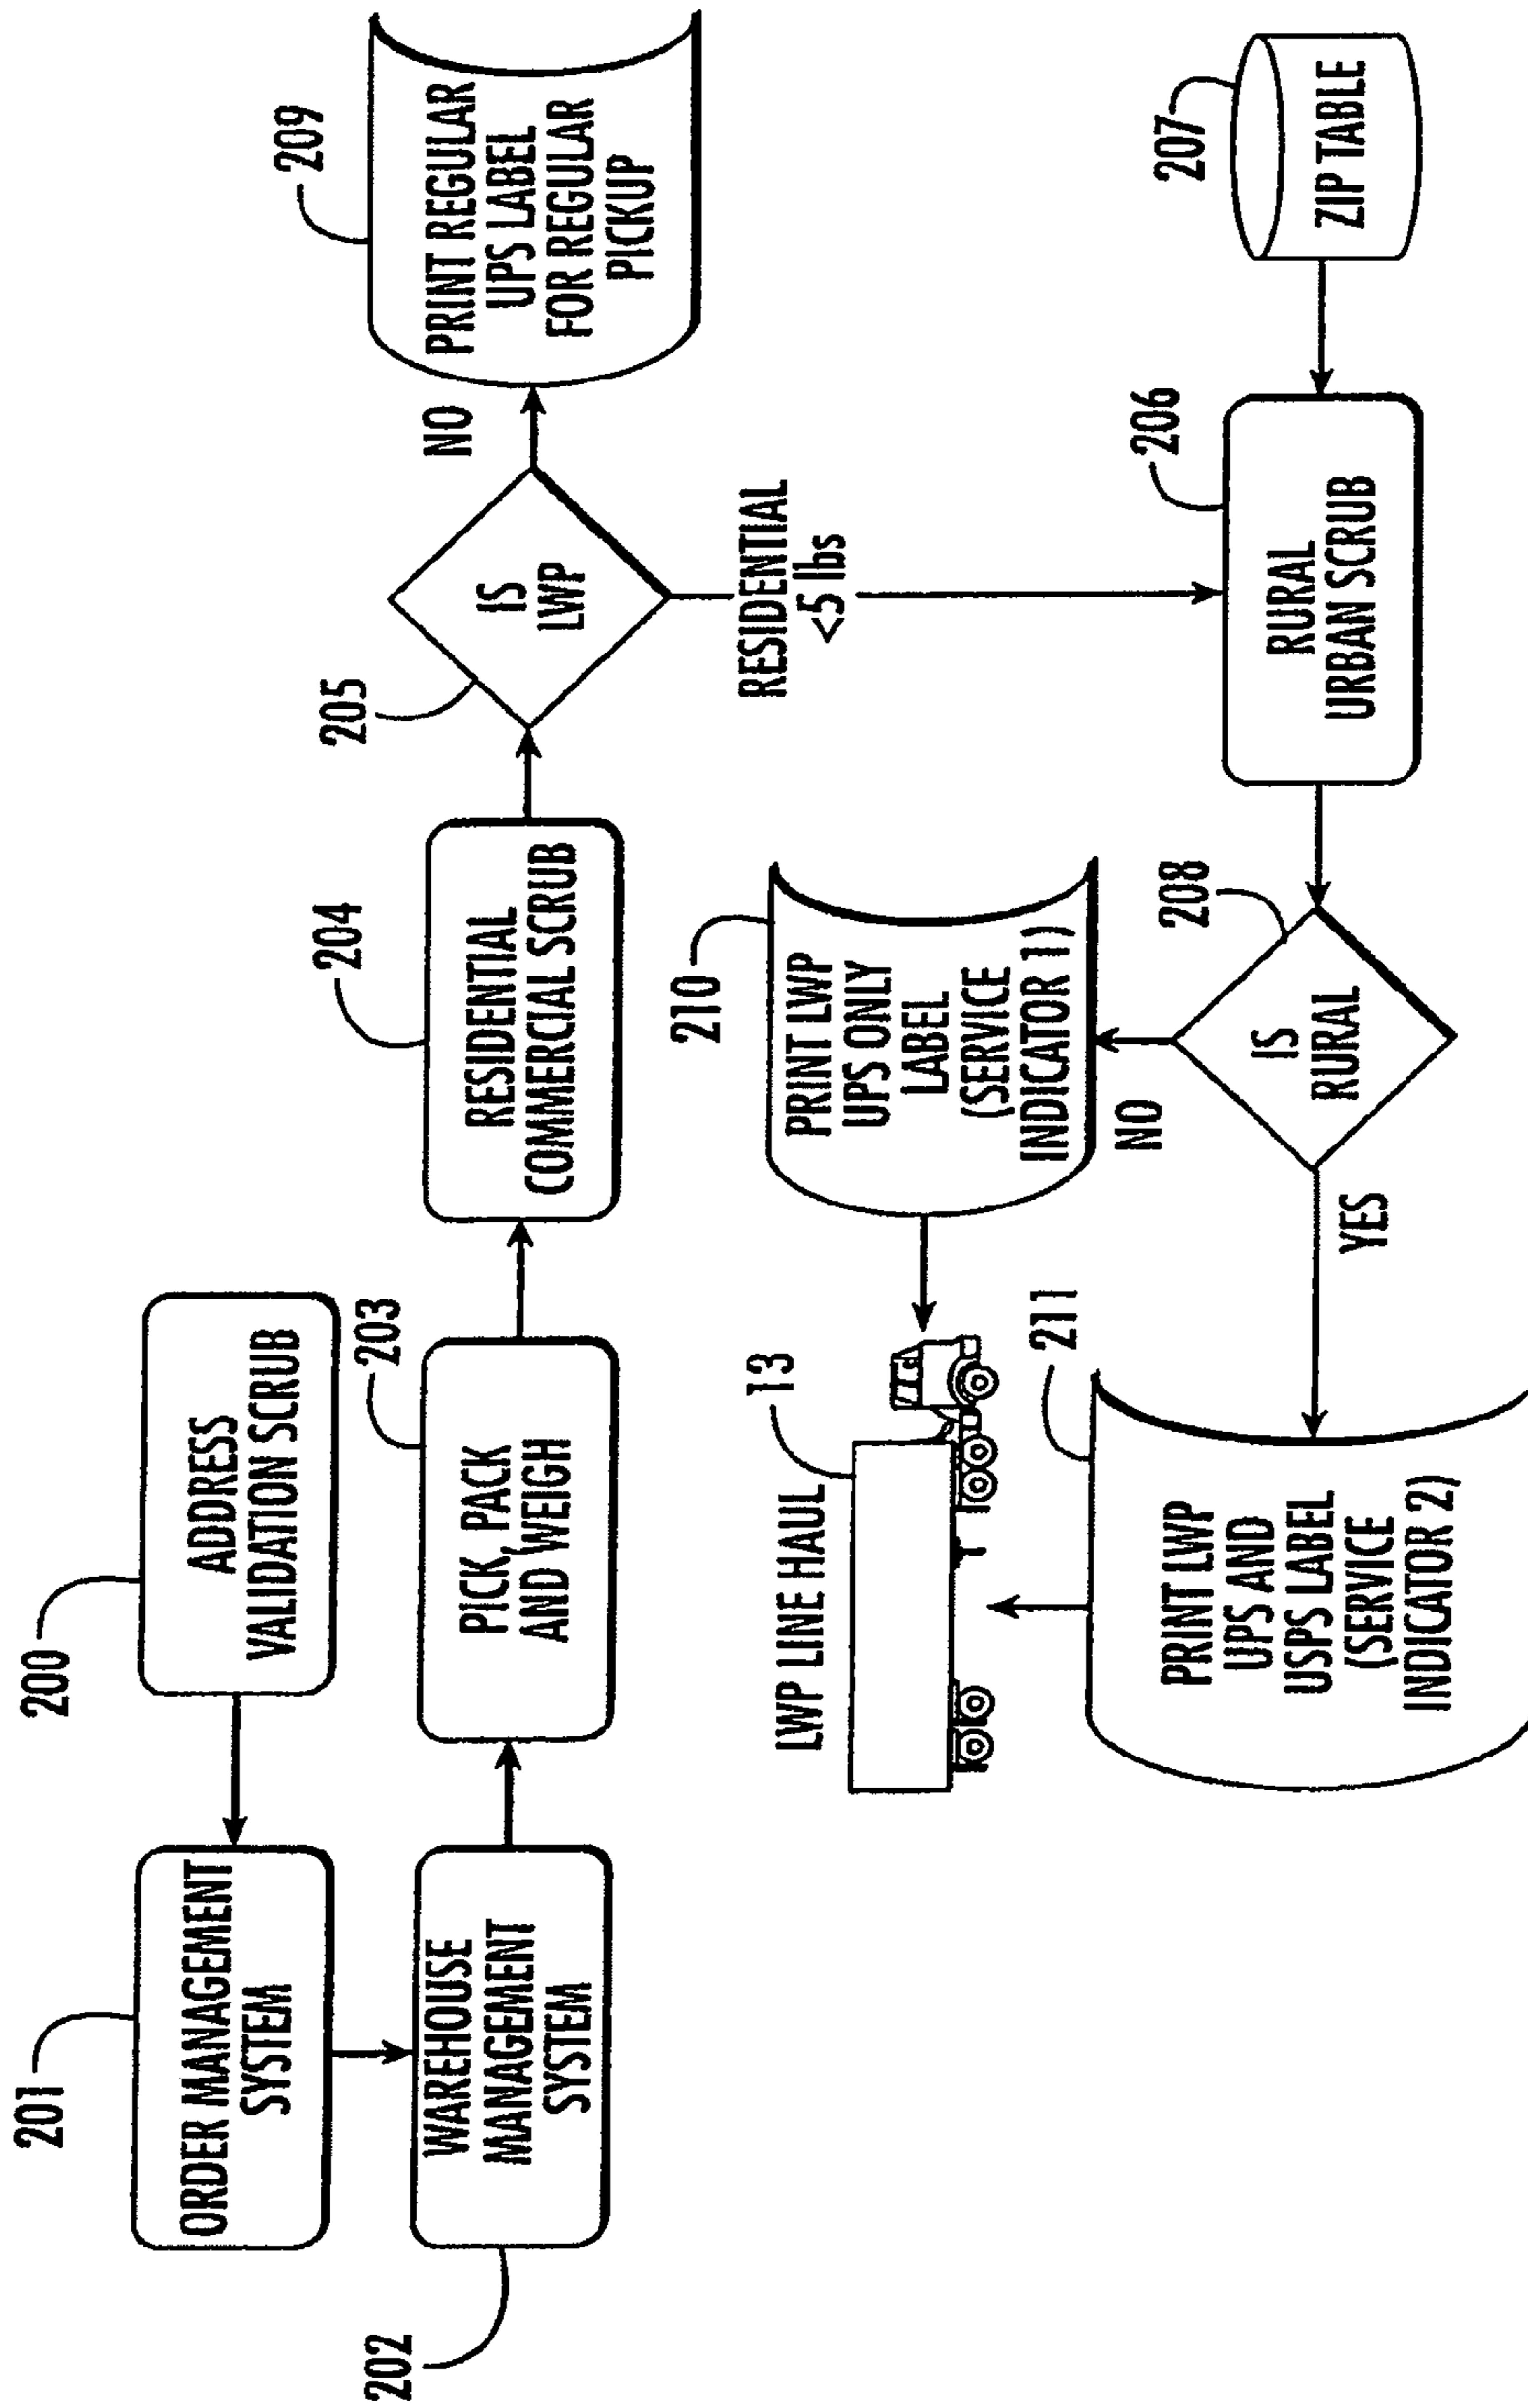 200
ADDRESS
VALIDATION SCRUB
201
ORDER MANAGEMENT
SYSTEM
202
WAREHOUSE
MANAGEMENT
SYSTEM
203
PICK, PACK
AND WEIGH
204
RESIDENTIAL
COMMERCIAL SCRUB
205
IS
LWP
NO
209
PRINT REGULAR
UPS LABEL
FOR REGULAR
PICKUP
RESIDENTIAL
<5 lbs
206
RURAL
URBAN SCRUB
207
ZIP TABLE
208
IS
RURAL
NO
210
PRINT LWP
UPS ONLY
LABEL
(SERVICE
INDICATOR 1)
YES
211
PRINT LWP
UPS AND
USPS LABEL
(SERVICE
INDICATOR 2)
LWP LINE HAUL
13